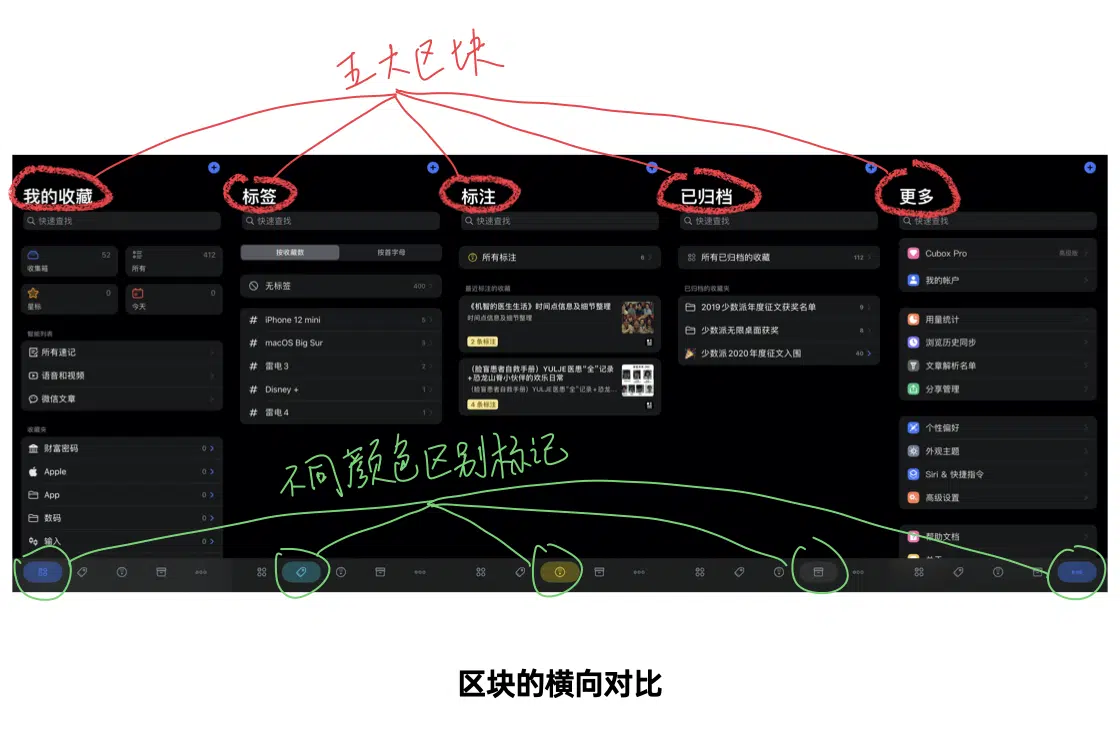 五大区块
我的收藏
快速查找
52
收集箱
412
所有
0
星标
0
今天
智能列表
所有速记
语音和视频
微信文章
收藏夹
财富密码 0
Apple 0
App 0
数码 0
输入 0
标签
快速查找
按收藏数 按首字母
无标签 400
# iPhone 12 mini 5
# macOS Big Sur 3
# 雷电 3 2
# Disney + 1
# 雷电 4 1
标注
快速查找
所有标注 6
最近标注的收藏
《机智的医生生活》时间点信息及细节整理
时间点信息及细节整理
2 条标注
(脸盲患者自救手册) YULJE 医患“全”记录
+恐龙山脊小伙伴的欢乐日常
(脸盲患者自救手册) YULJE 医患“全”记录+恐龙...
4 条标注
已归档
快速查找
所有已归档的收藏 112
已归档的收藏夹
2019少数派年度征文获奖名单 9
少数派无限桌面获奖 6
少数派2020年度征文入围 40
更多
快速查找
Cubox Pro 高级版
我的帐户
用量统计
浏览历史同步
文章解析名单
分享管理
个性偏好
外观主题
Siri & 快捷指令
高级设置
帮助文档
不同颜色区别标记
区块的横向对比